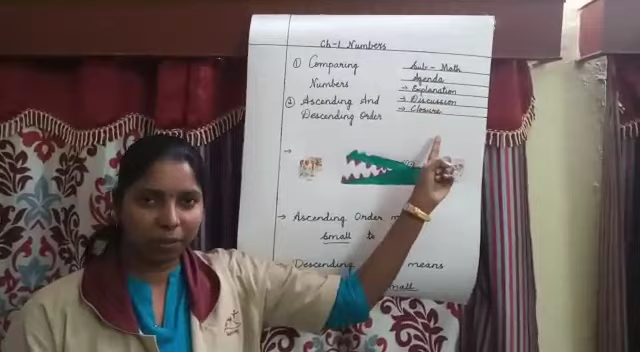 Ch-1 Numbers
① Comparing
Numbers
② Ascending And
Descending Order
Sub - Math
Agenda
→ Explanation
→ Discussion
→ Closure
→ Ascending Order
Small to
Descending means